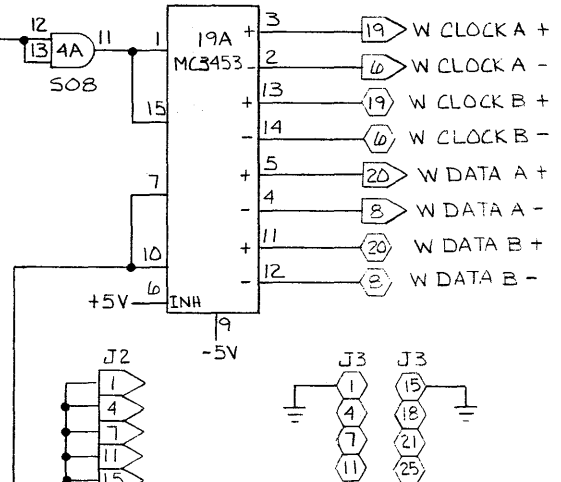 12
13 4A 11
S08
1 19A + 3 19 W CLOCK A +
MC3453 - 2 6 W CLOCK A -
+ 13 19 W CLOCK B +
15 - 14 6 W CLOCK B -
7 + 5 20 W DATA A +
- 4 8 W DATA A -
10 + 11 20 W DATA B +
- 12 8 W DATA B -
+5V 6 INH
9
-5V
J2 J3 J3
1 1 15
4 4 18
7 7 21
11 11 25
15